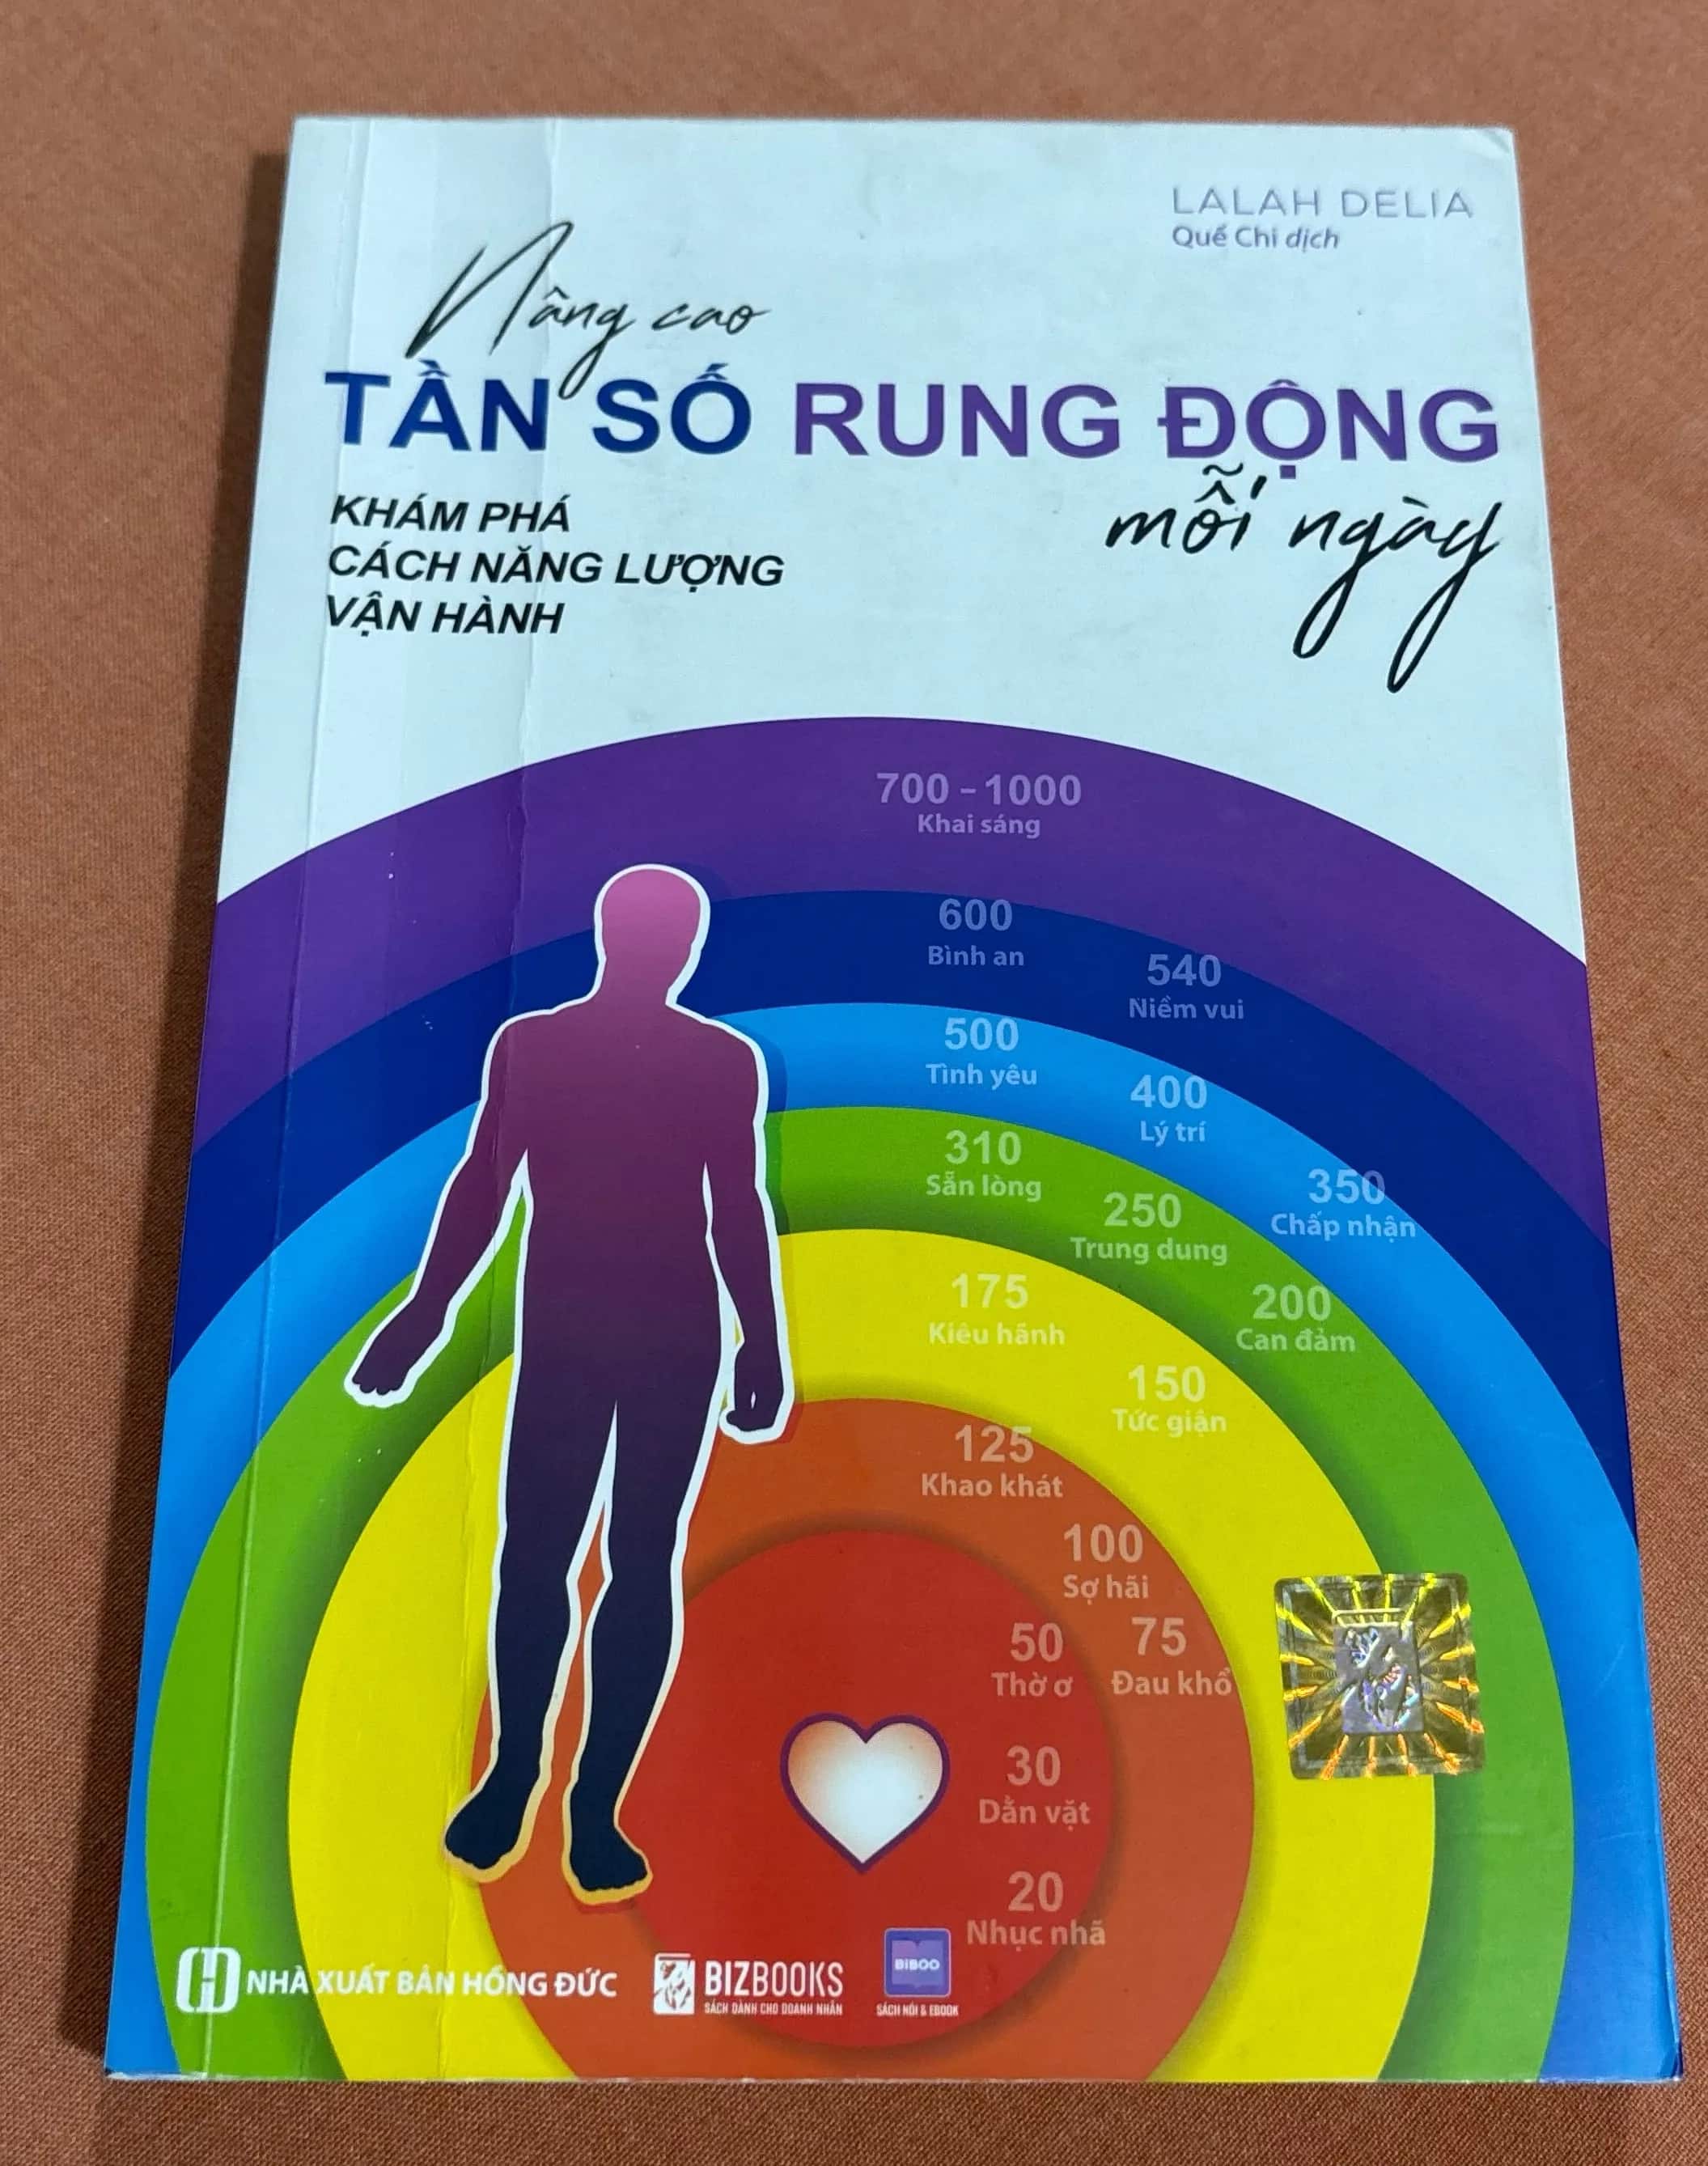 LALAH DELIA
Quế Chi dịch
Nâng cao
TẦN SỐ RUNG ĐỘNG
mỗi ngày
KHÁM PHÁ
CÁCH NĂNG LƯỢNG
VẬN HÀNH
700 - 1000
Khai sáng
600
Bình an
540
Niềm vui
500
Tình yêu
400
Lý trí
350
Chấp nhận
310
Sẵn lòng
250
Trung dung
200
Can đảm
175
Kiêu hãnh
150
Tức giận
125
Khao khát
100
Sợ hãi
75
Đau khổ
50
Thờ ơ
30
Dằn vặt
20
Nhục nhã
NHÀ XUẤT BẢN HỒNG ĐỨC
BIZBOOKS
SÁCH DÀNH CHO DOANH NHÂN
BIBOO
SÁCH NÓI & EBOOK